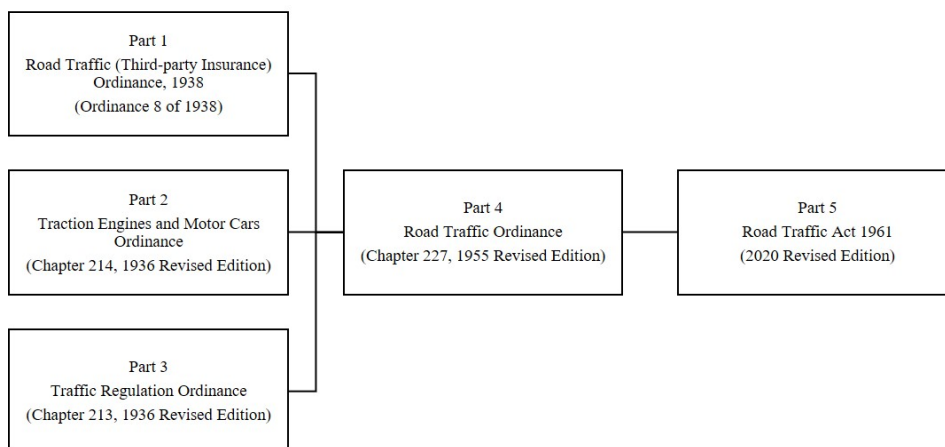 Part 1
Road Traffic (Third-party Insurance)
Ordinance, 1938
(Ordinance 8 of 1938)
Part 2
Traction Engines and Motor Cars
Ordinance
(Chapter 214, 1936 Revised Edition)
Part 3
Traffic Regulation Ordinance
(Chapter 213, 1936 Revised Edition)
Part 4
Road Traffic Ordinance
(Chapter 227, 1955 Revised Edition)
Part 5
Road Traffic Act 1961
(2020 Revised Edition)